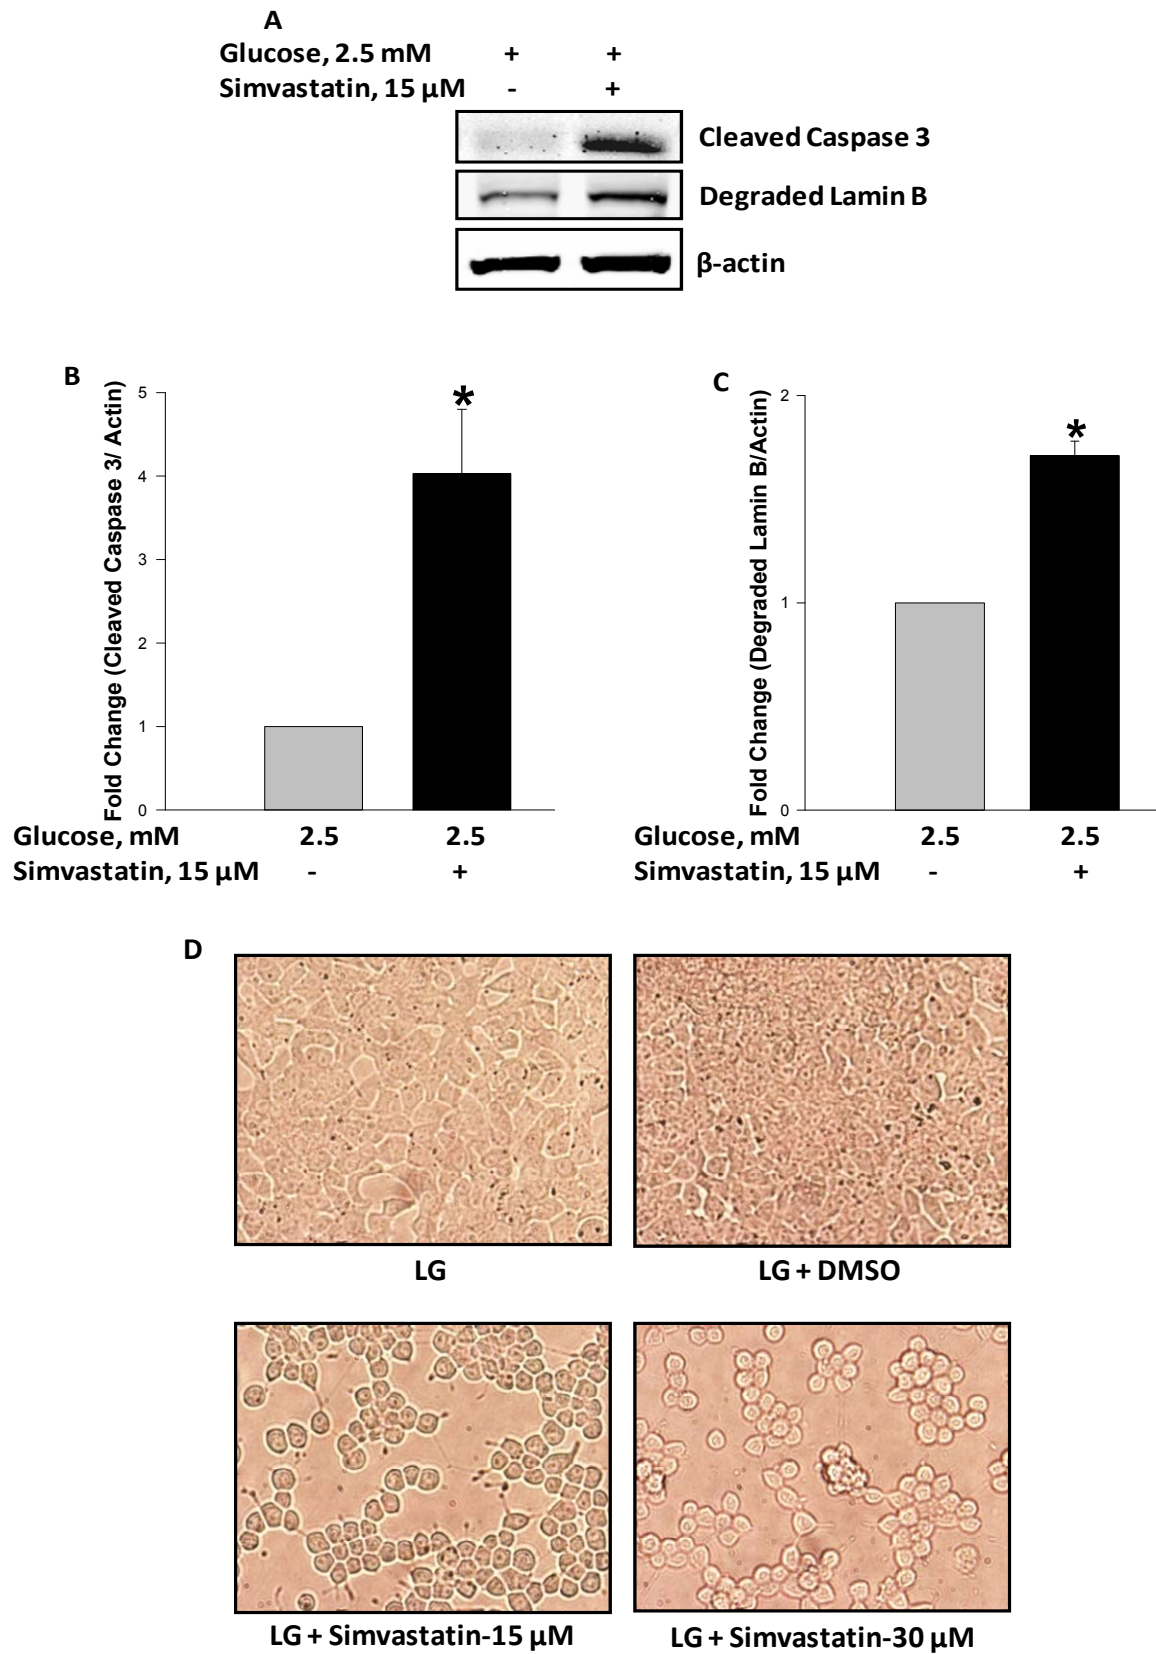 A
Glucose, 2.5 mM + +
Simvastatin, 15 μM - +
Cleaved Caspase 3
Degraded Lamin B
β-actin
B
Fold Change (Cleaved Caspase 3/ Actin)
5
4
3
2
1
0
*
Glucose, mM 2.5 2.5
Simvastatin, 15 μM - +
C
Fold Change (Degraded Lamin B/Actin)
2
1
0
*
Glucose, mM 2.5 2.5
Simvastatin, 15 μM - +
D
LG
LG + DMSO
LG + Simvastatin-15 μM
LG + Simvastatin-30 μM